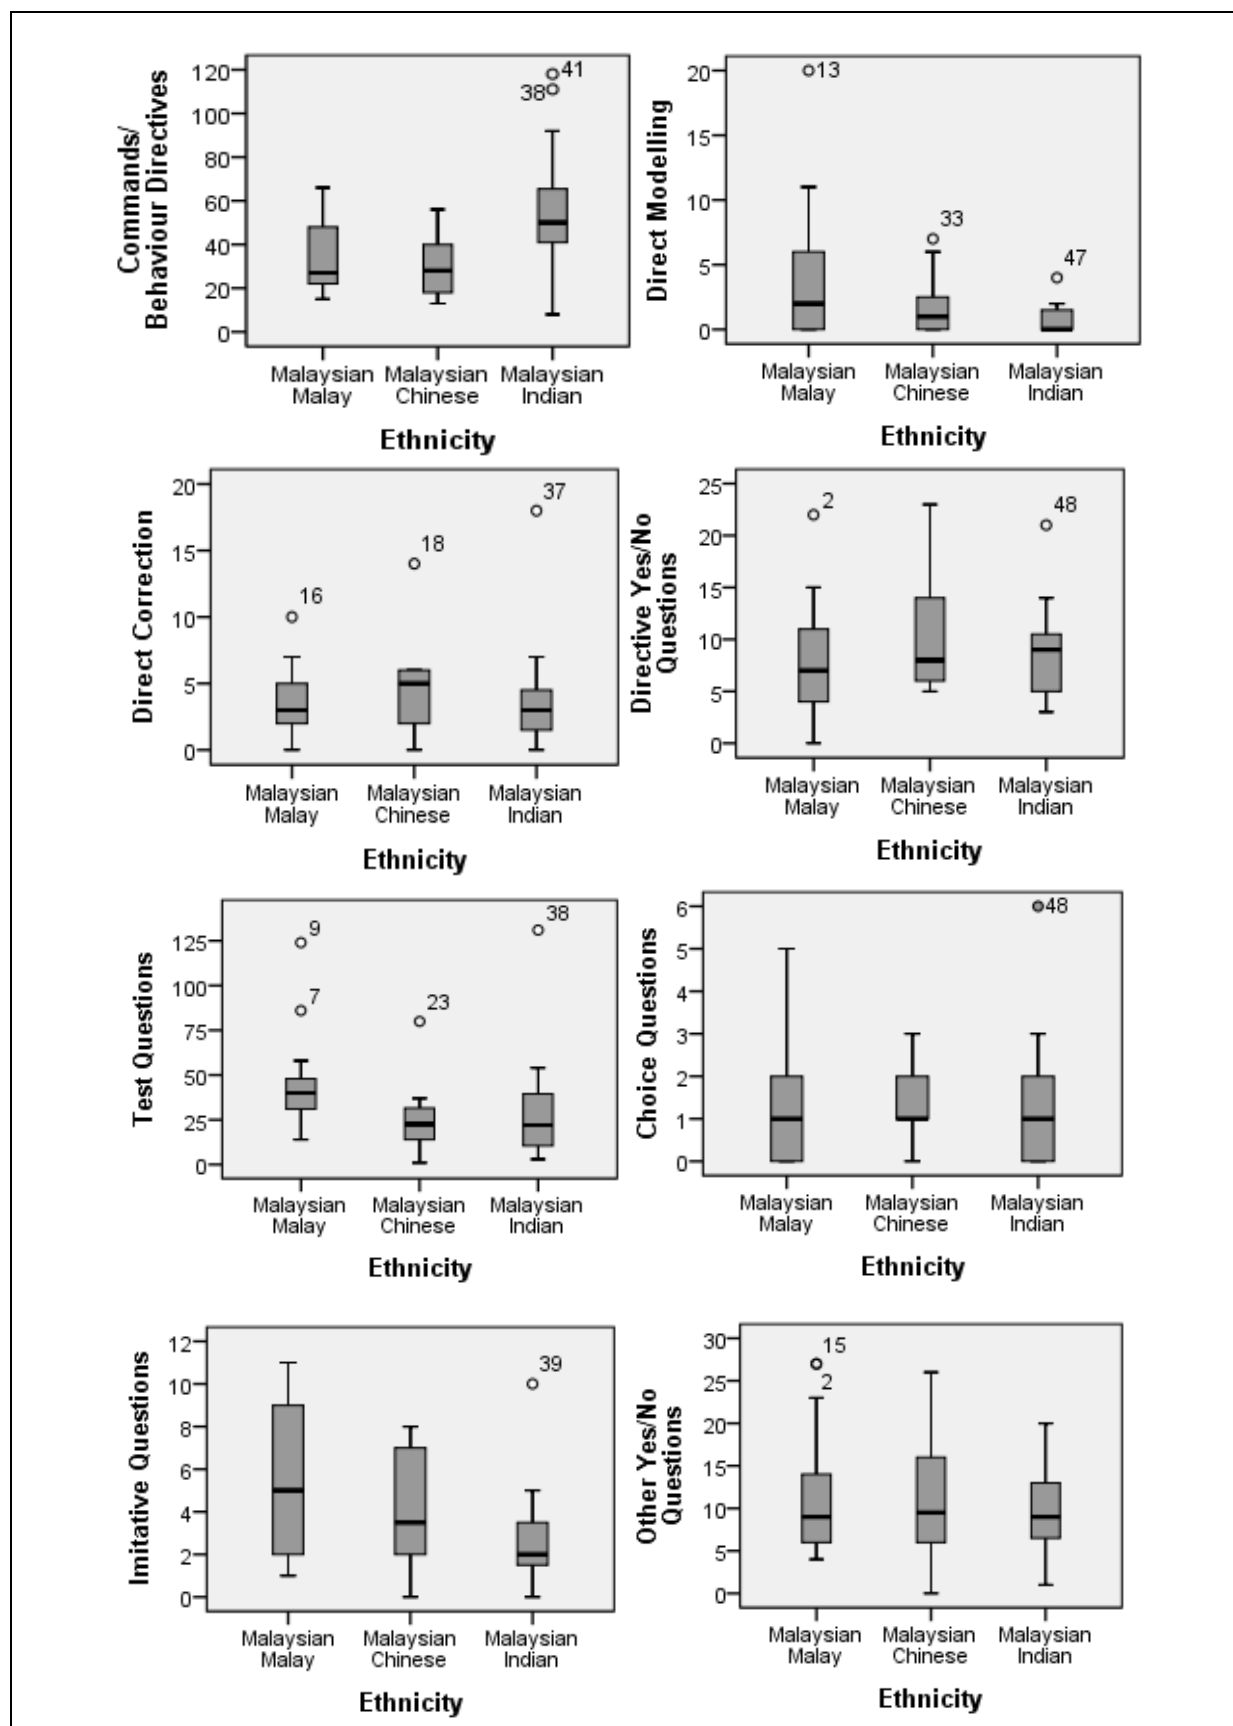 Commands/
Behaviour Directives
120
100
80
60
40
20
0
41
38
Malaysian Malay
Malaysian Chinese
Malaysian Indian
Ethnicity
Direct Modelling
20
15
10
5
0
13
33
47
Malaysian Malay
Malaysian Chinese
Malaysian Indian
Ethnicity
Direct Correction
20
15
10
5
0
16
18
37
Malaysian Malay
Malaysian Chinese
Malaysian Indian
Ethnicity
Directive Yes/No
Questions
25
20
15
10
5
0
2
48
Malaysian Malay
Malaysian Chinese
Malaysian Indian
Ethnicity
Test Questions
125
100
75
50
25
0
9
7
23
38
Malaysian Malay
Malaysian Chinese
Malaysian Indian
Ethnicity
Choice Questions
6
5
4
3
2
1
0
48
Malaysian Malay
Malaysian Chinese
Malaysian Indian
Ethnicity
Imitative Questions
12
10
8
6
4
2
0
39
Malaysian Malay
Malaysian Chinese
Malaysian Indian
Ethnicity
Other Yes/No
Questions
30
25
20
15
10
5
0
15
2
Malaysian Malay
Malaysian Chinese
Malaysian Indian
Ethnicity